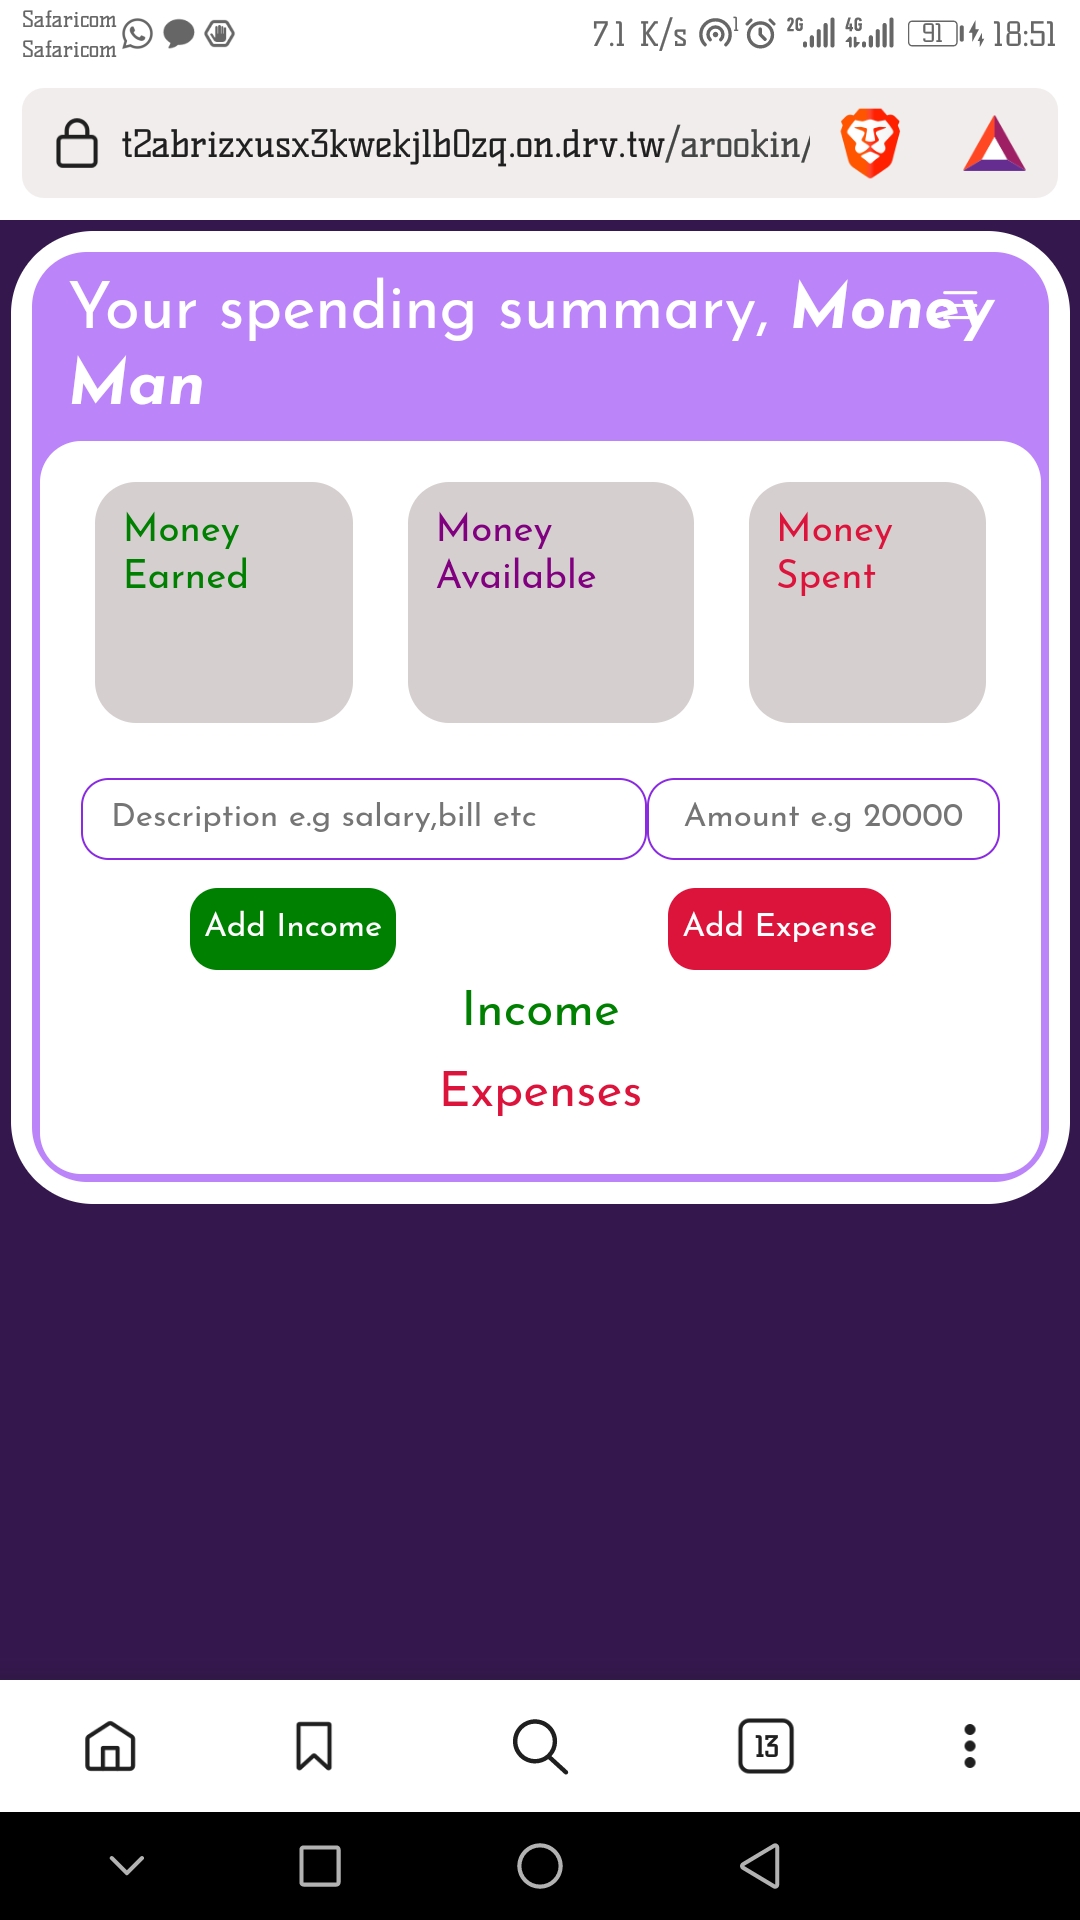 Safaricom
Safaricom
7.1 K/s 1 2G 4G 91 18:51
t2abrizxusx3kwekjlb0zq.on.drv.tw/arookin/
Your spending summary, Money
Man
Money
Earned
Money
Available
Money
Spent
Description e.g salary,bill etc
Amount e.g 20000
Add Income
Add Expense
Income
Expenses
13